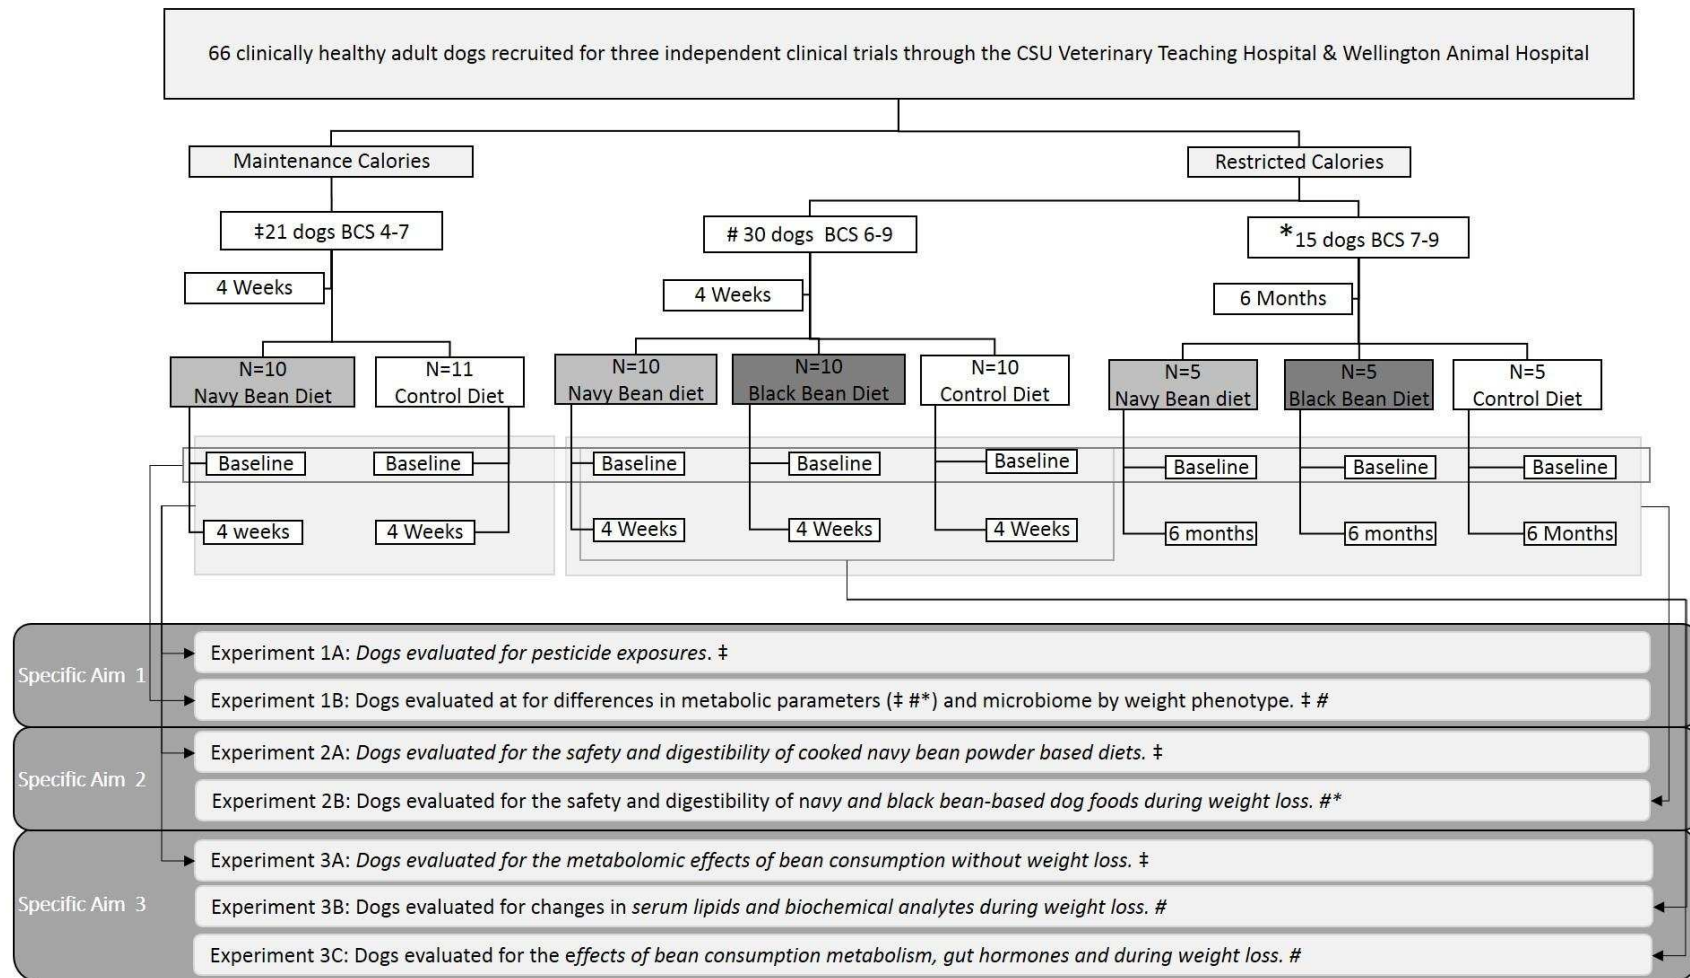 66 clinically healthy adult dogs recruited for three independent clinical trials through the CSU Veterinary Teaching Hospital & Wellington Animal Hospital
Maintenance Calories
Restricted Calories
‡21 dogs BCS 4-7
# 30 dogs BCS 6-9
*15 dogs BCS 7-9
4 Weeks
4 Weeks
6 Months
N=10
Navy Bean Diet
N=11
Control Diet
N=10
Navy Bean diet
N=10
Black Bean Diet
N=10
Control Diet
N=5
Navy Bean diet
N=5
Black Bean Diet
N=5
Control Diet
Baseline
Baseline
Baseline
Baseline
Baseline
Baseline
Baseline
Baseline
4 weeks
4 Weeks
4 Weeks
4 Weeks
4 Weeks
6 months
6 months
6 Months
Specific Aim 1
Experiment 1A: Dogs evaluated for pesticide exposures. ‡
Experiment 1B: Dogs evaluated at for differences in metabolic parameters (‡ #*) and microbiome by weight phenotype. ‡ #
Specific Aim 2
Experiment 2A: Dogs evaluated for the safety and digestibility of cooked navy bean powder based diets. ‡
Experiment 2B: Dogs evaluated for the safety and digestibility of navy and black bean-based dog foods during weight loss. #*
Specific Aim 3
Experiment 3A: Dogs evaluated for the metabolomic effects of bean consumption without weight loss. ‡
Experiment 3B: Dogs evaluated for changes in serum lipids and biochemical analytes during weight loss. #
Experiment 3C: Dogs evaluated for the effects of bean consumption metabolism, gut hormones and during weight loss. #